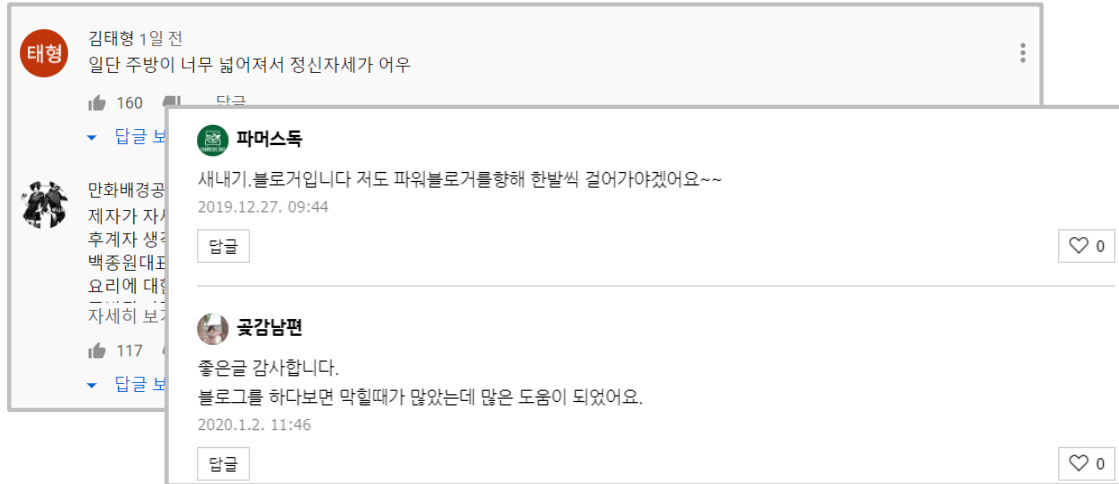 태형
김태형 1일 전
일단 주방이 너무 넓어져서 정신자세가 어우
160
답글
답글 보
만화배경공
제자가 자
후계자 생각
백종원대표
요리에 대한
자세히 보기
117
답글 보
파머스독
새내기.블로거입니다 저도 파워블로거를향해 한발씩 걸어가야겠어요~~
2019.12.27. 09:44
답글
0
곶감남편
좋은글 감사합니다.
블로그를 하다보면 막힐때가 많았는데 많은 도움이 되었어요.
2020.1.2. 11:46
답글
0